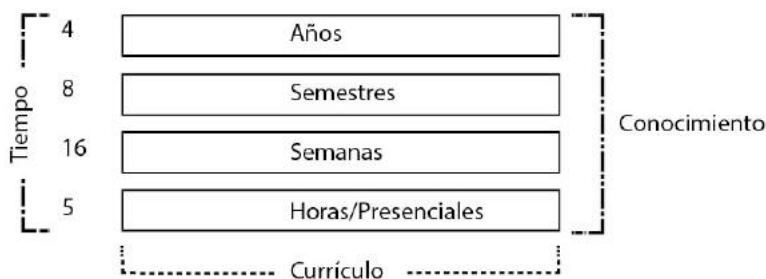 Tiempo
4 Años
8 Semestres
16 Semanas
5 Horas/Presenciales
Conocimiento
Currículo